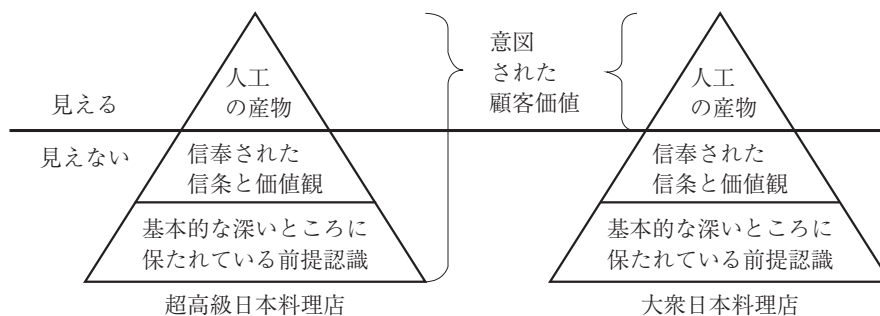 人工
の産物
見える
見えない
信奉された
信条と価値観
基本的な深いところに
保たれている前提認識
超高級日本料理店
意図
された
顧客価値
人工
の産物
信奉された
信条と価値観
基本的な深いところに
保たれている前提認識
大衆日本料理店